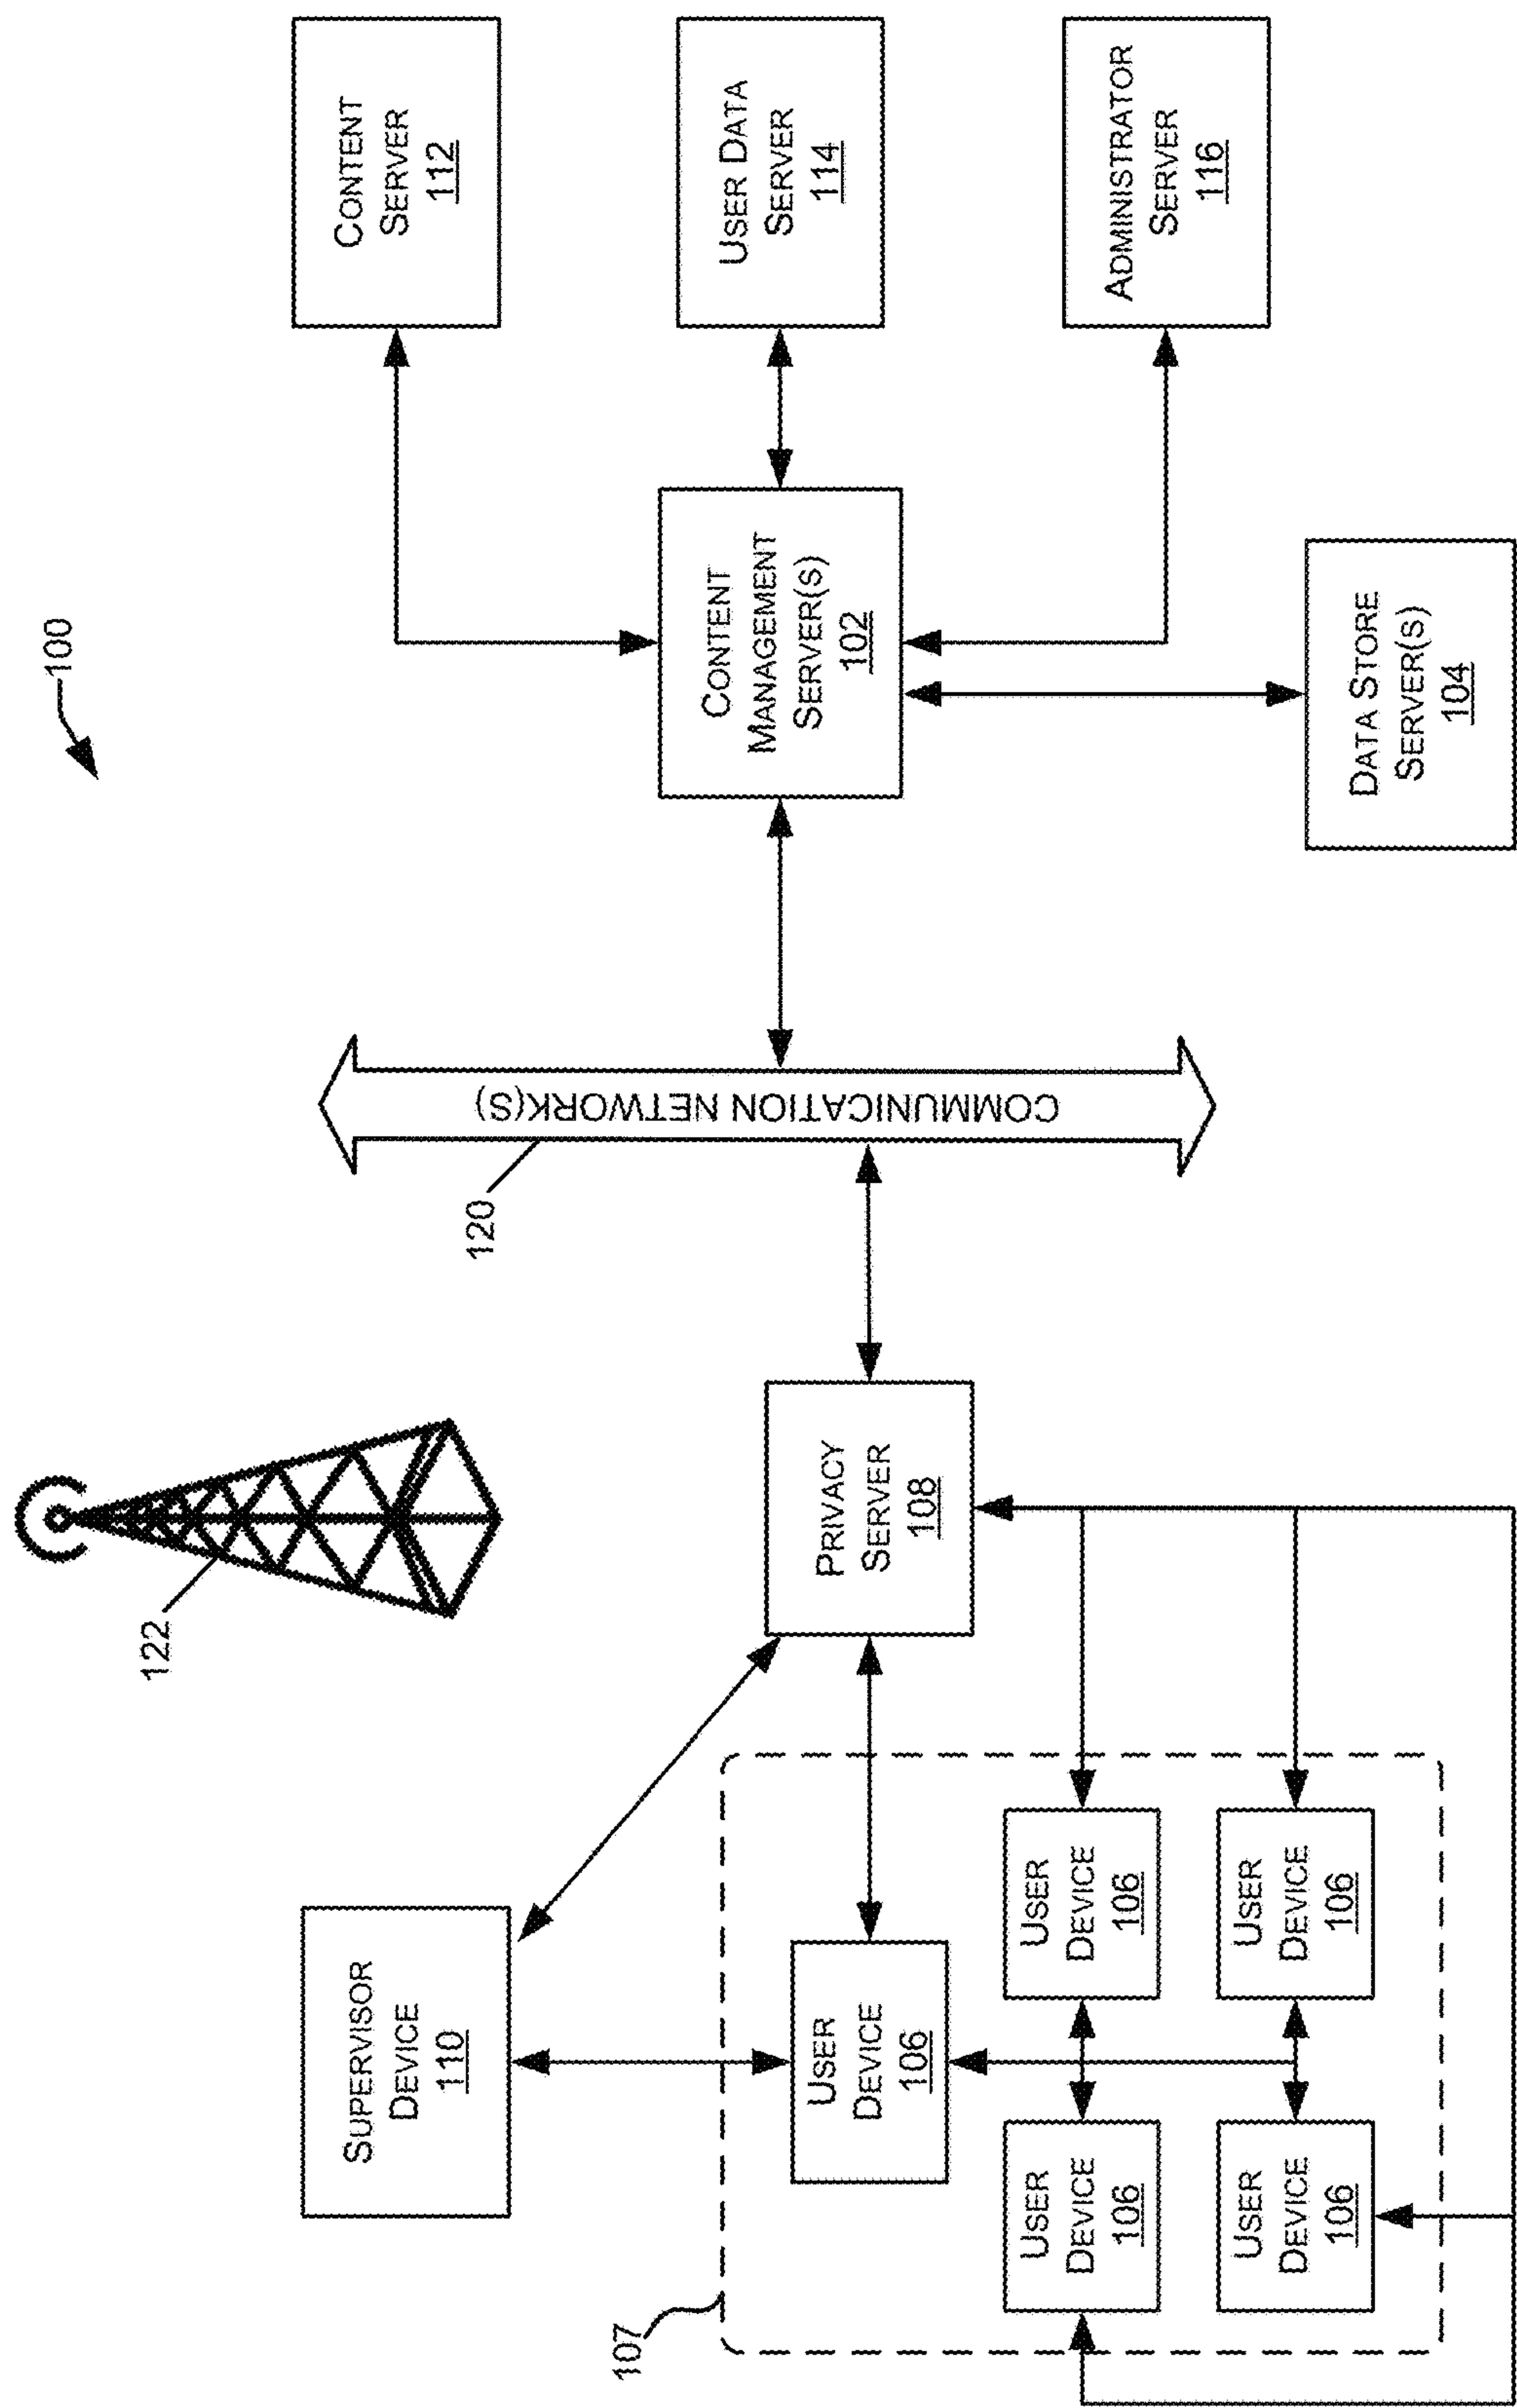 100
122
SUPERVISOR
DEVICE
110
CONTENT
SERVER
112
120
107
COMMUNICATION NETWORK(S)
USER
DEVICE
106
PRIVACY
SERVER
108
CONTENT
MANAGEMENT
SERVER(S)
102
USER DATA
SERVER
114
USER
DEVICE
106
USER
DEVICE
106
ADMINISTRATOR
SERVER
116
USER
DEVICE
106
USER
DEVICE
106
DATA STORE
SERVER(S)
104